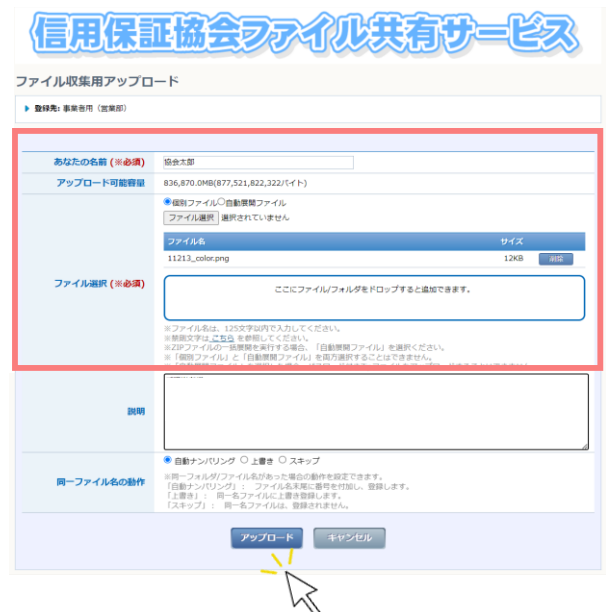 信用保証協会ファイル共有サービス
ファイル収集用アップロード
登録先: 事業者用（営業部）
あなたの名前 (※必須)
協会太郎
アップロード可能容量
836,870.0MB(877,521,822,322バイト)
ファイル選択 (※必須)
個別ファイル 自動展開ファイル
ファイル選択 選択されていません
ファイル名 サイズ
11213_color.png 12KB 削除
ここにファイル/フォルダをドロップすると追加できます。
※ファイル名は、125文字以内で入力してください。
※禁則文字は こちら を参照してください。
※ZIPファイルの一括展開を実行する場合、「自動展開ファイル」を選択ください。
※「個別ファイル」と「自動展開ファイル」を両方選択することはできません。
説明
同一ファイル名の動作
自動ナンバリング 上書き スキップ
※同一フォルダ/ファイル名があった場合の動作を設定できます。
「自動ナンバリング」： ファイル名末尾に番号を付加し、登録します。
「上書き」： 同一名ファイルに上書き登録します。
「スキップ」： 同一名ファイルは、登録されません。
アップロード キャンセル